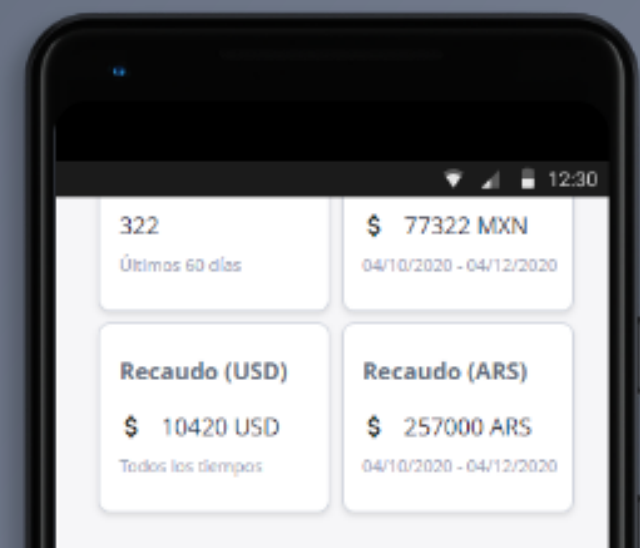 12:30
322
Últimos 60 días
$ 77322 MXN
04/10/2020 - 04/12/2020
Recaudo (USD)
$ 10420 USD
Todos los tiempos
Recaudo (ARS)
$ 257000 ARS
04/10/2020 - 04/12/2020